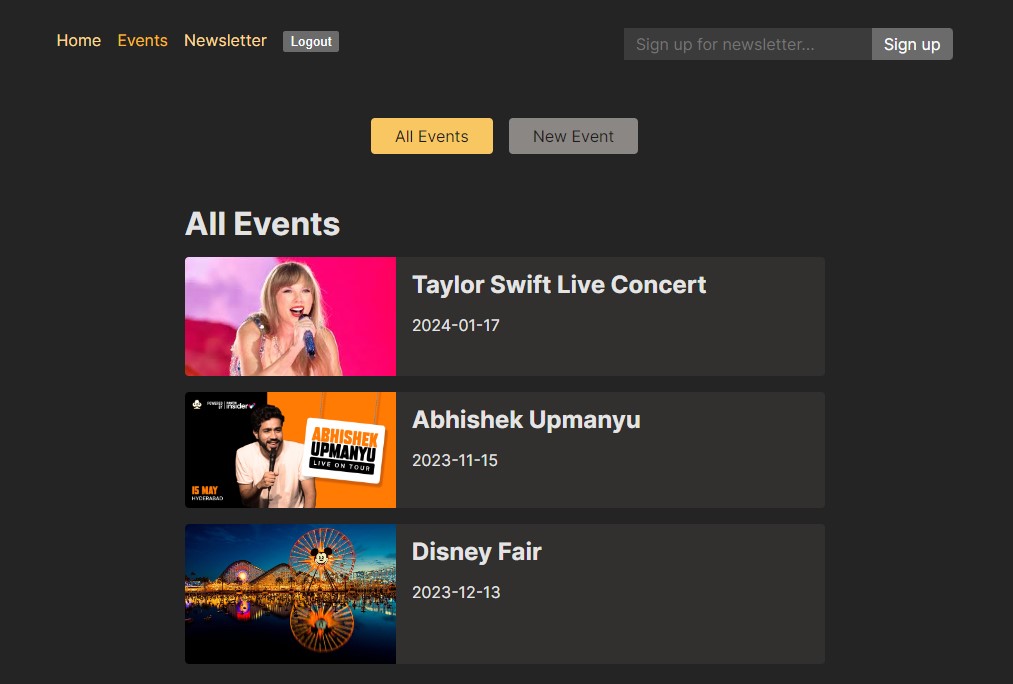 Home Events Newsletter Logout
Sign up for newsletter... Sign up
All Events New Event
All Events
Taylor Swift Live Concert
2024-01-17
POWERED BY insider
ABHISHEK
UPMANYU
LIVE ON TOUR
15 MAY
HYDERABAD
Abhishek Upmanyu
2023-11-15
Disney Fair
2023-12-13